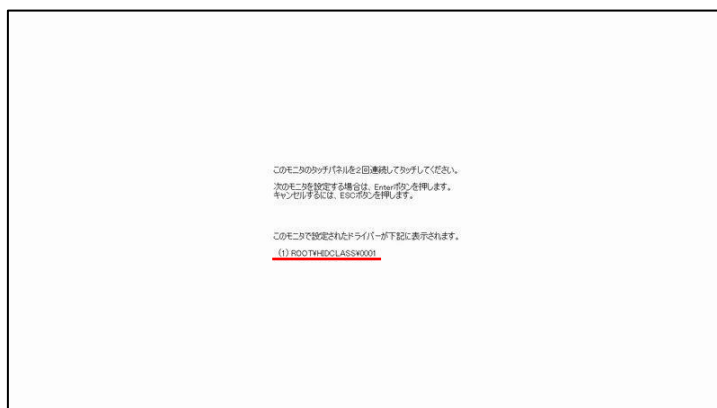 このモニタのタッチパネルを2回連続してタッチしてください。
次のモニタを設定する場合は、Enterボタンを押します。
キャンセルするには、ESCボタンを押します。
このモニタで設定されたドライバーが下記に表示されます。
(1) ROOT¥HIDCLASS¥0001